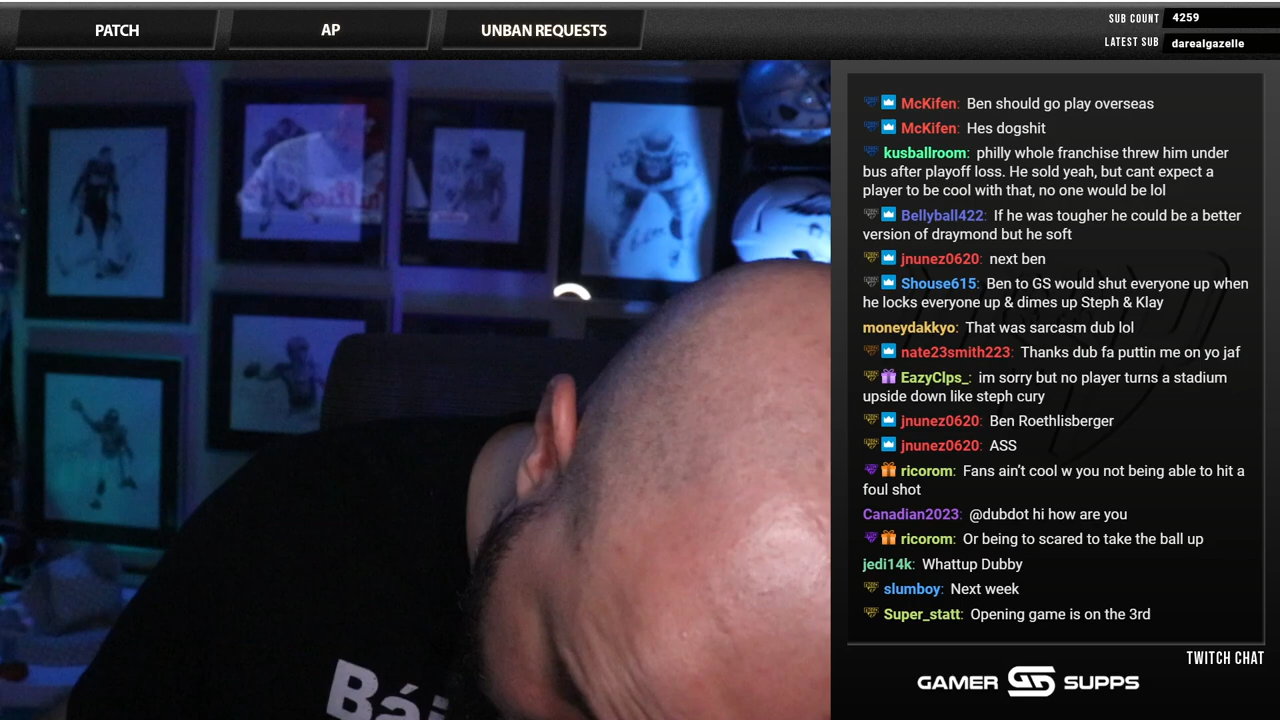 PATCH
AP
UNBAN REQUESTS
SUB COUNT 4259
LATEST SUB darealgazelle
McKifen: Ben should go play overseas
McKifen: Hes dogshit
kusballroom: philly whole franchise threw him under
bus after playoff loss. He sold yeah, but cant expect a
player to be cool with that, no one would be lol
Bellyball422: If he was tougher he could be a better
version of draymond but he soft
jnunez0620: next ben
Shouse615: Ben to GS would shut everyone up when
he locks everyone up & dimes up Steph & Klay
moneydakkyo: That was sarcasm dub lol
nate23smith223: Thanks dub fa puttin me on yo jaf
EazyClps_: im sorry but no player turns a stadium
upside down like steph cury
jnunez0620: Ben Roethlisberger
jnunez0620: ASS
ricorom: Fans ain't cool w you not being able to hit a
foul shot
Canadian2023: @dubdot hi how are you
ricorom: Or being to scared to take the ball up
jedi14k: Whattup Dubby
slumboy: Next week
Super_statt: Opening game is on the 3rd
TWITCH CHAT
GAMER GS SUPPS
Bái